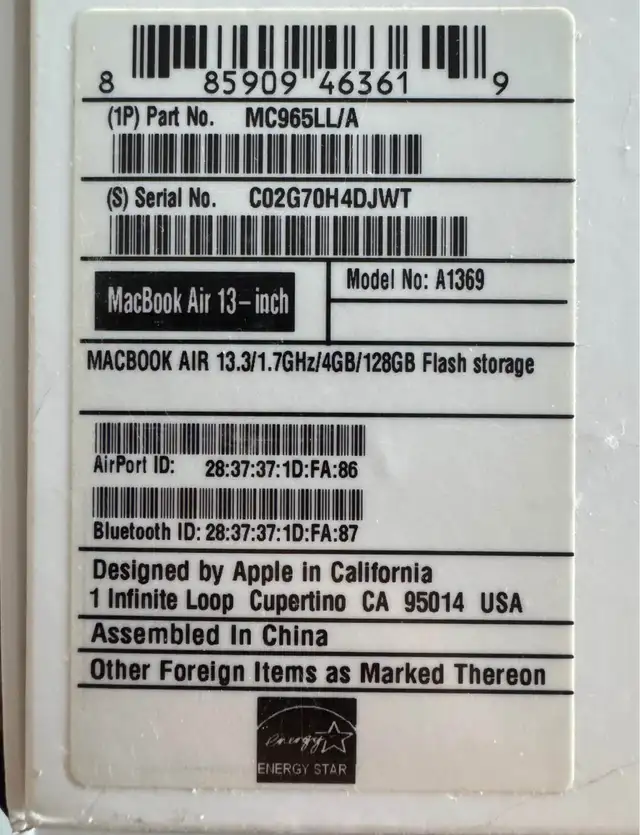 8 85909 46361 9
(1P) Part No. MC965LL/A
(S) Serial No. C02G70H4DJWT
MacBook Air 13-inch
Model No: A1369
MACBOOK AIR 13.3/1.7GHz/4GB/128GB Flash storage
AirPort ID: 28:37:37:1D:FA:86
Bluetooth ID: 28:37:37:1D:FA:87
Designed by Apple in California
1 Infinite Loop Cupertino CA 95014 USA
Assembled In China
Other Foreign Items as Marked Thereon
energy
ENERGY STAR